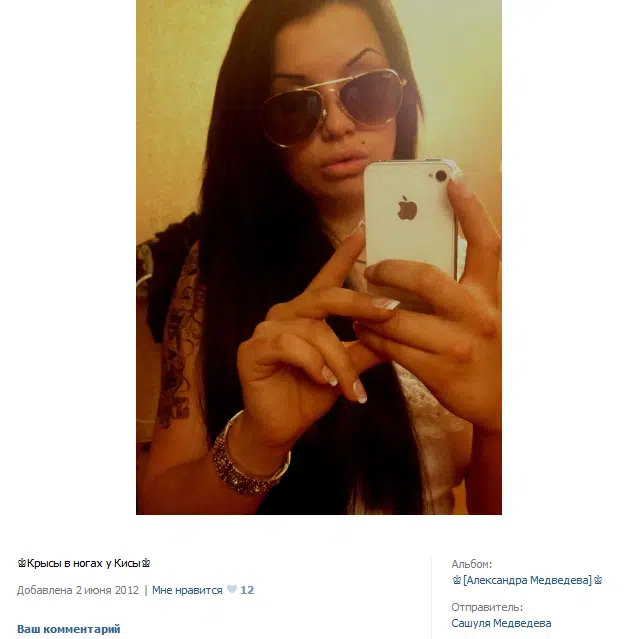 ♔Крысы в ногах у Кисы♔
Добавлена 2 июня 2012 | Мне нравится 12
Ваш комментарий
Альбом:
♔[Александра Медведева]♔
Отправитель:
Сашуля Медведева